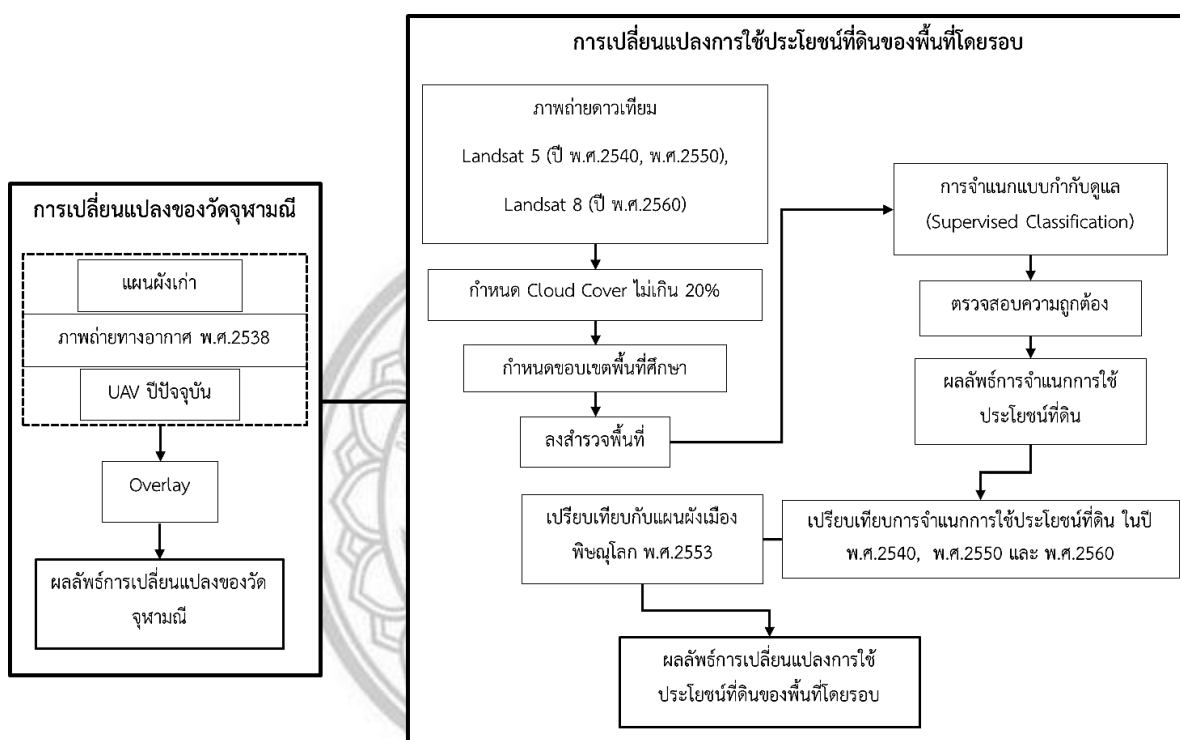 การเปลี่ยนแปลงของวัดจุฬามณี
แผนผังเก่า
ภาพถ่ายทางอากาศ พ.ศ.2538
UAV ปีปัจจุบัน
Overlay
ผลลัพธ์การเปลี่ยนแปลงของวัด
จุฬามณี
การเปลี่ยนแปลงการใช้ประโยชน์ที่ดินของพื้นที่โดยรอบ
ภาพถ่ายดาวเทียม
Landsat 5 (ปี พ.ศ.2540, พ.ศ.2550),
Landsat 8 (ปี พ.ศ.2560)
กำหนด Cloud Cover ไม่เกิน 20%
กำหนดขอบเขตพื้นที่ศึกษา
ลงสำรวจพื้นที่
การจำแนกแบบกำกับดูแล
(Supervised Classification)
ตรวจสอบความถูกต้อง
ผลลัพธ์การจำแนกการใช้
ประโยชน์ที่ดิน
เปรียบเทียบการจำแนกการใช้ประโยชน์ที่ดิน ในปี
พ.ศ.2540, พ.ศ.2550 และ พ.ศ.2560
เปรียบเทียบกับแผนผังเมือง
พิษณุโลก พ.ศ.2553
ผลลัพธ์การเปลี่ยนแปลงการใช้
ประโยชน์ที่ดินของพื้นที่โดยรอบ